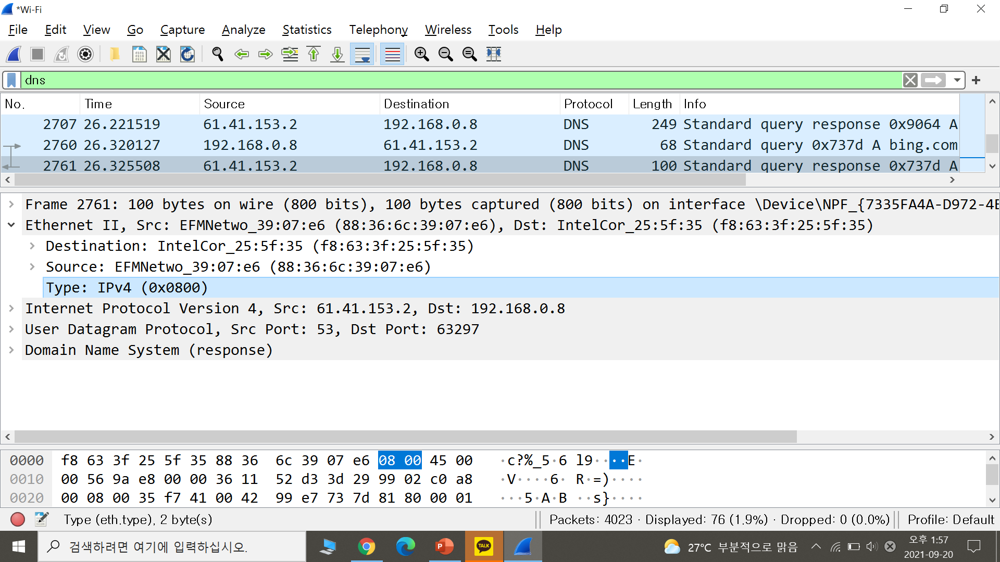 *Wi-Fi
File Edit View Go Capture Analyze Statistics Telephony Wireless Tools Help
dns
No. Time Source Destination Protocol Length Info
2707 26.221519 61.41.153.2 192.168.0.8 DNS 249 Standard query response 0x9064 A
2760 26.320127 192.168.0.8 61.41.153.2 DNS 68 Standard query 0x737d A bing.com
2761 26.325508 61.41.153.2 192.168.0.8 DNS 100 Standard query response 0x737d A
Frame 2761: 100 bytes on wire (800 bits), 100 bytes captured (800 bits) on interface \Device\NPF_{7335FA4A-D972-4E
Ethernet II, Src: EFMNetwo_39:07:e6 (88:36:6c:39:07:e6), Dst: IntelCor_25:5f:35 (f8:63:3f:25:5f:35)
Destination: IntelCor_25:5f:35 (f8:63:3f:25:5f:35)
Source: EFMNetwo_39:07:e6 (88:36:6c:39:07:e6)
Type: IPv4 (0x0800)
Internet Protocol Version 4, Src: 61.41.153.2, Dst: 192.168.0.8
User Datagram Protocol, Src Port: 53, Dst Port: 63297
Domain Name System (response)
0000 f8 63 3f 25 5f 35 88 36 6c 39 07 e6 08 00 45 00 ·c?%_5·6 l9····E·
0010 00 56 9a e8 00 00 36 11 52 d3 3d 29 99 02 c0 a8 ·V····6· R·=)····
0020 00 08 00 35 f7 41 00 42 99 e7 73 7d 81 80 00 01 ···5·A·B ··s}····
Type (eth.type), 2 byte(s) Packets: 4023 · Displayed: 76 (1.9%) · Dropped: 0 (0.0%) Profile: Default
검색하려면 여기에 입력하십시오. TALK 27°C 부분적으로 맑음 오후 1:57
2021-09-20